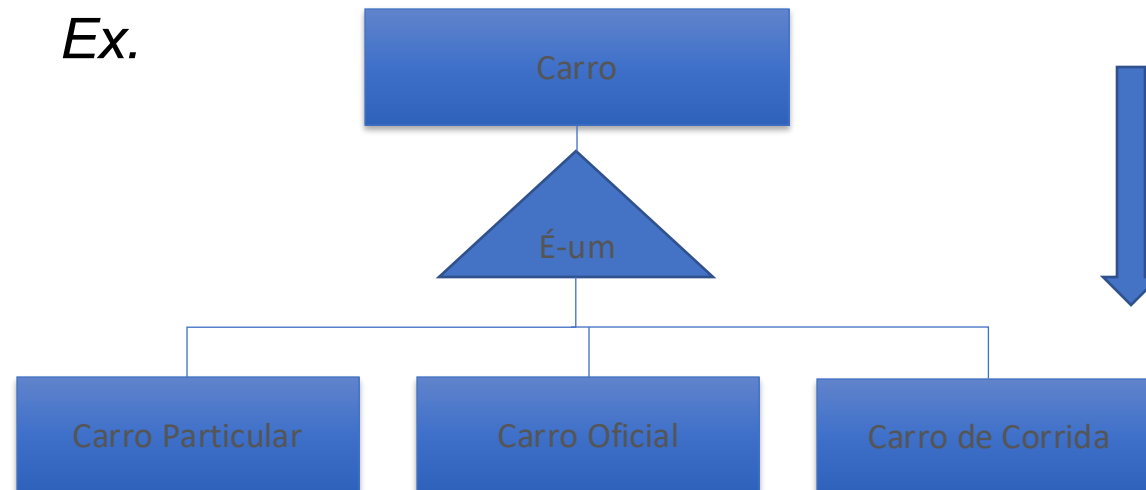 Ex.
Carro
É-um
Carro Particular
Carro Oficial
Carro de Corrida